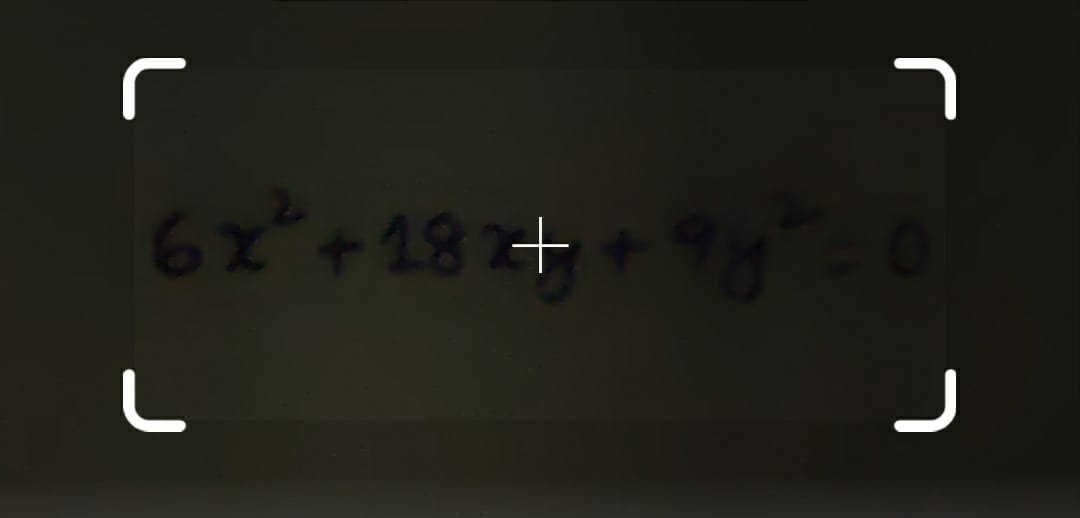 6x² + 18xy + 9y² = 0